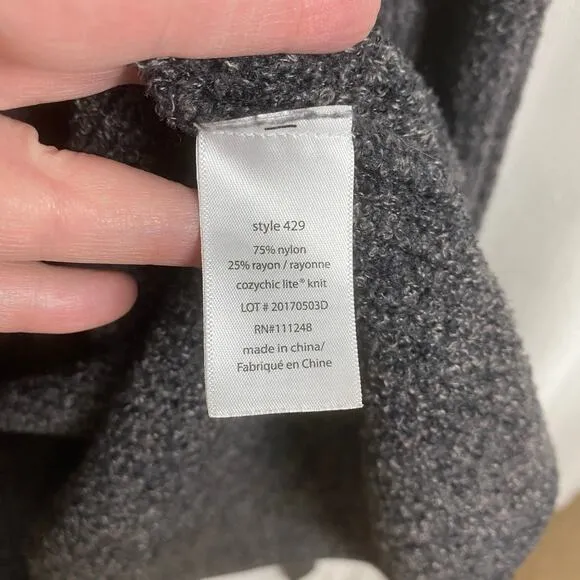 style 429
75% nylon
25% rayon / rayonne
cozychic lite® knit
LOT # 20170503D
RN#111248
made in china/
Fabriqué en Chine